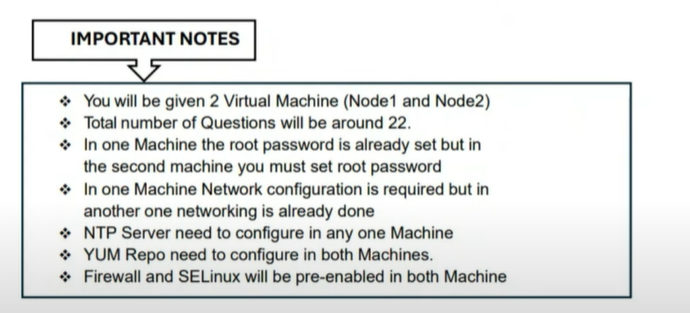 IMPORTANT NOTES
❖ You will be given 2 Virtual Machine (Node1 and Node2)
❖ Total number of Questions will be around 22.
❖ In one Machine the root password is already set but in
the second machine you must set root password
❖ In one Machine Network configuration is required but in
another one networking is already done
❖ NTP Server need to configure in any one Machine
❖ YUM Repo need to configure in both Machines.
❖ Firewall and SELinux will be pre-enabled in both Machine